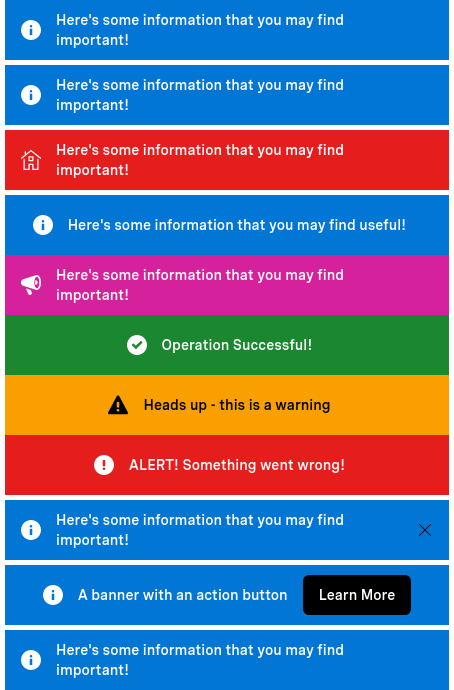 Here's some information that you may find
important!
Here's some information that you may find
important!
Here's some information that you may find
important!
Here's some information that you may find useful!
Here's some information that you may find
important!
Operation Successful!
Heads up - this is a warning
ALERT! Something went wrong!
Here's some information that you may find
important!
A banner with an action button
Learn More
Here's some information that you may find
important!